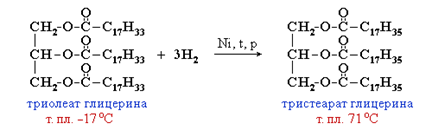 O O
CH₂–O–C–C₁₇H₃₃ CH₂–O–C–C₁₇H₃₅
O O
CH –O–C–C₁₇H₃₃ + 3H₂ Ni, t, p CH –O–C–C₁₇H₃₅
O O
CH₂–O–C–C₁₇H₃₃ CH₂–O–C–C₁₇H₃₅
триолеат глицерина тристеарат глицерина
т. пл. –17 °C т. пл. 71 °C